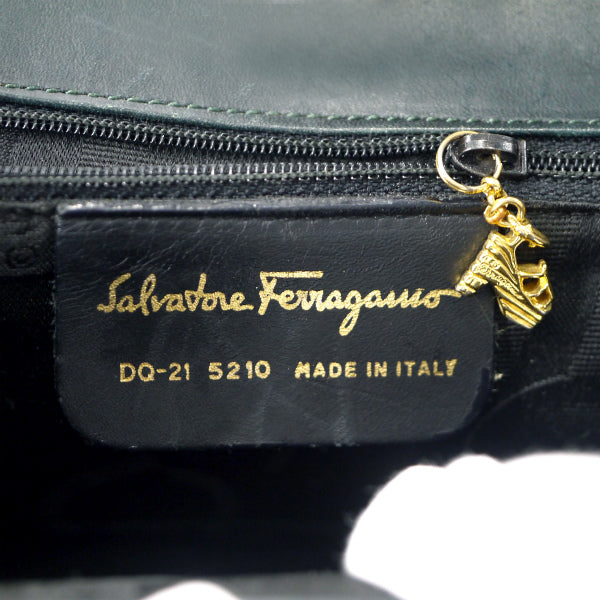 Salvatore Ferragamo
DQ-21 5210 MADE IN ITALY